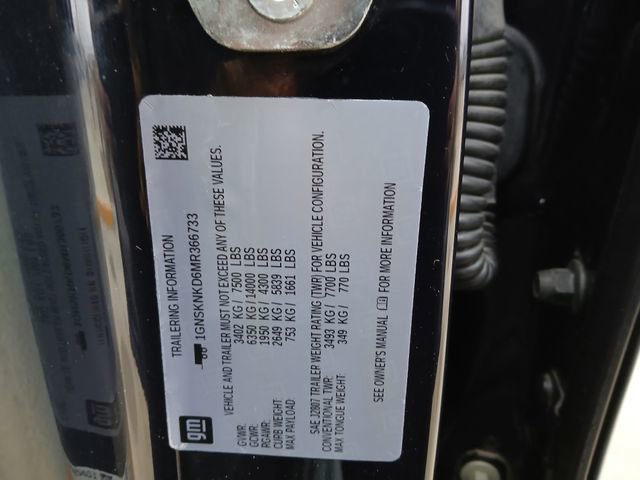 TRAILERING INFORMATION
1GNSKNKD6MR366733
VEHICLE AND TRAILER MUST NOT EXCEED ANY OF THESE VALUES.
GVWR: 3402 KG / 7500 LBS
GCWR: 6350 KG / 14000 LBS
RGAWR: 1950 KG / 4300 LBS
CURB WEIGHT 2649 KG / 5839 LBS
MAX PAYLOAD: 753 KG / 1661 LBS
SAE J2807 TRAILER WEIGHT RATING (TWR) FOR VEHICLE CONFIGURATION.
CONVENTIONAL TWR: 3493 KG / 7700 LBS
MAX TONGUE WEIGHT: 349 KG / 770 LBS
SEE OWNER'S MANUAL FOR MORE INFORMATION
gm